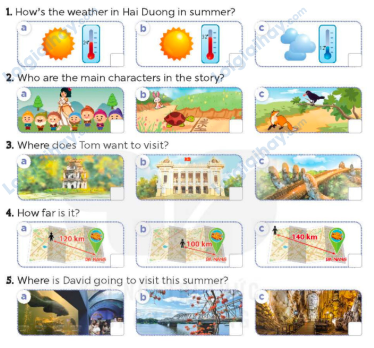 1. How's the weather in Hai Duong in summer?
a b c
2. Who are the main characters in the story?
a b c
3. Where does Tom want to visit?
a b c
4. How far is it?
a b c
120 km 100 km 140 km
5. Where is David going to visit this summer?
a b c